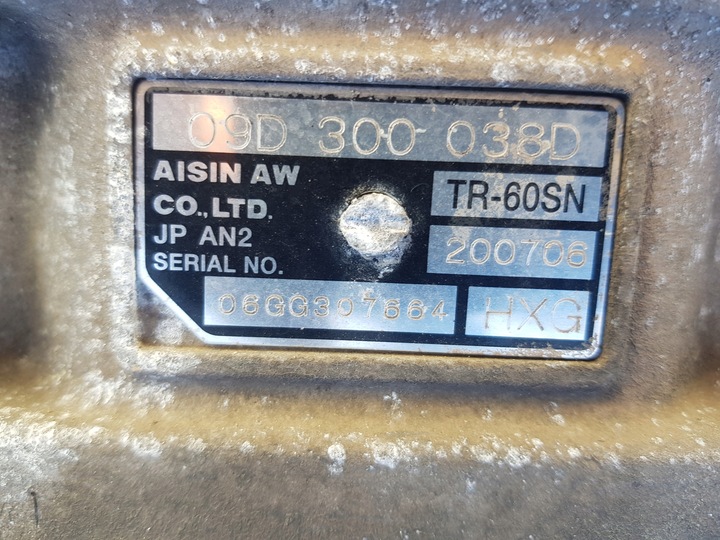 09D 300 038D
AISIN AW
CO.,LTD.
TR-60SN
JP AN2
200706
SERIAL NO.
06GG307664 HXG